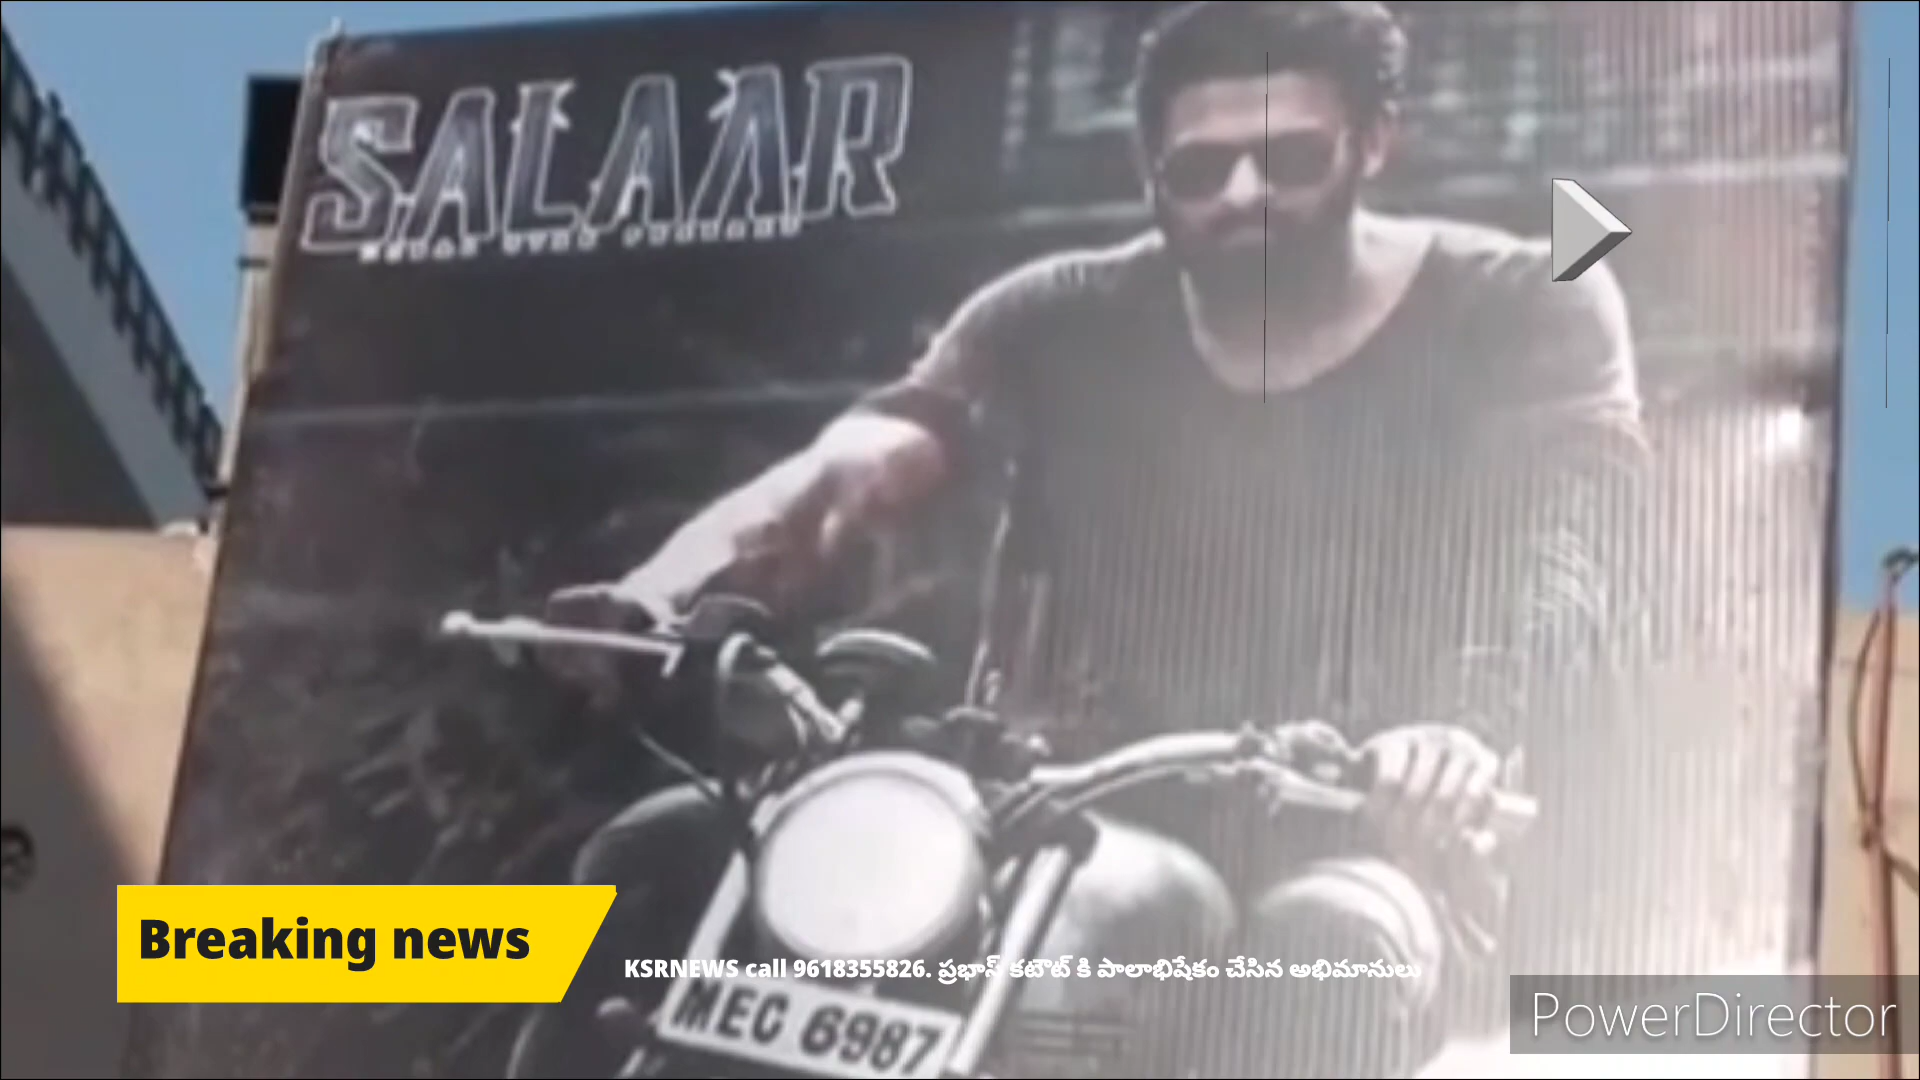 SALAAR
Breaking news
KSRNEWS call 9618355826. ప్రభాస్ కటౌట్ కి పాలాభిషేకం చేసిన అభిమానులు
MEC 6987
PowerDirector